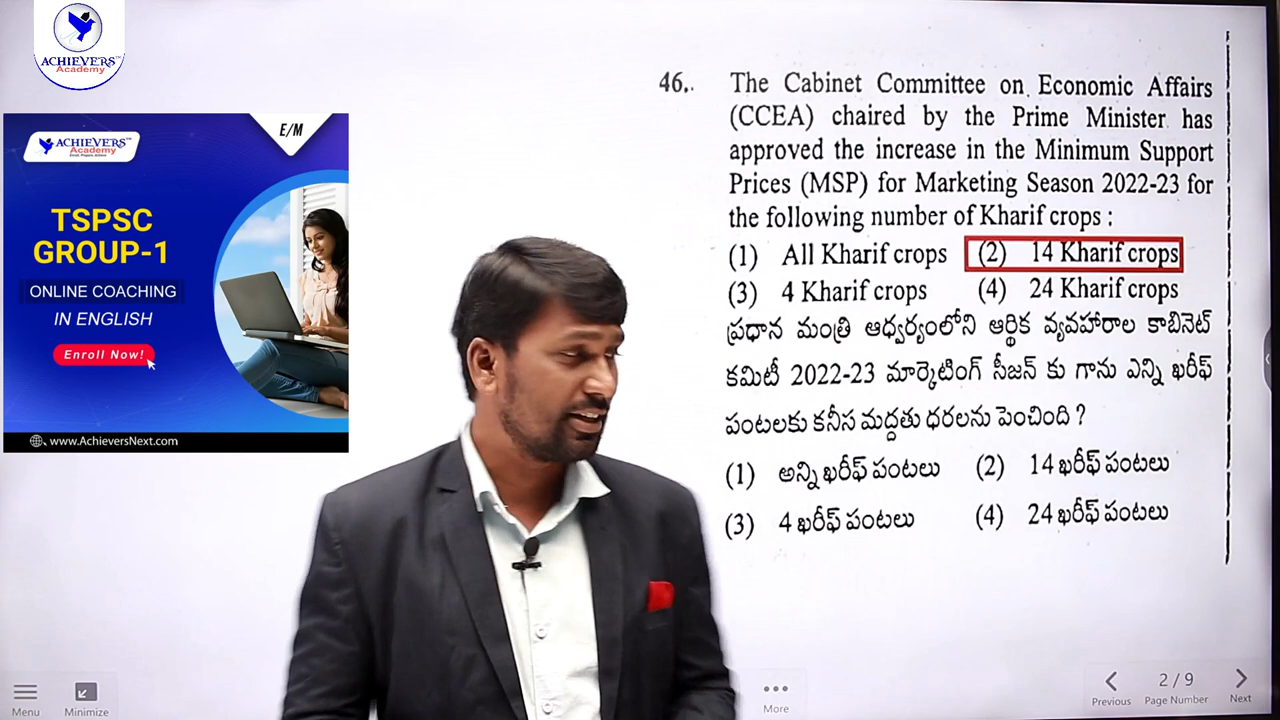 ACHIEVERS™
Academy
E/M
ACHIEVERS™
Academy
TSPSC
GROUP-1
ONLINE COACHING
IN ENGLISH
Enroll Now!
www.AchieversNext.com
46. The Cabinet Committee on Economic Affairs
(CCEA) chaired by the Prime Minister has
approved the increase in the Minimum Support
Prices (MSP) for Marketing Season 2022-23 for
the following number of Kharif crops :
(1) All Kharif crops (2) 14 Kharif crops
(3) 4 Kharif crops (4) 24 Kharif crops
ప్రధాన మంత్రి ఆధ్వర్యంలోని ఆర్థిక వ్యవహారాల కాబినెట్
కమిటీ 2022-23 మార్కెటింగ్ సీజన్ కు గాను ఎన్ని ఖరీఫ్
పంటలకు కనీస మద్దతు ధరలను పెంచింది ?
(1) అన్ని ఖరీఫ్ పంటలు (2) 14 ఖరీఫ్ పంటలు
(3) 4 ఖరీఫ్ పంటలు (4) 24 ఖరీఫ్ పంటలు
Menu
Minimize
More
Previous
2 / 9
Page Number
Next